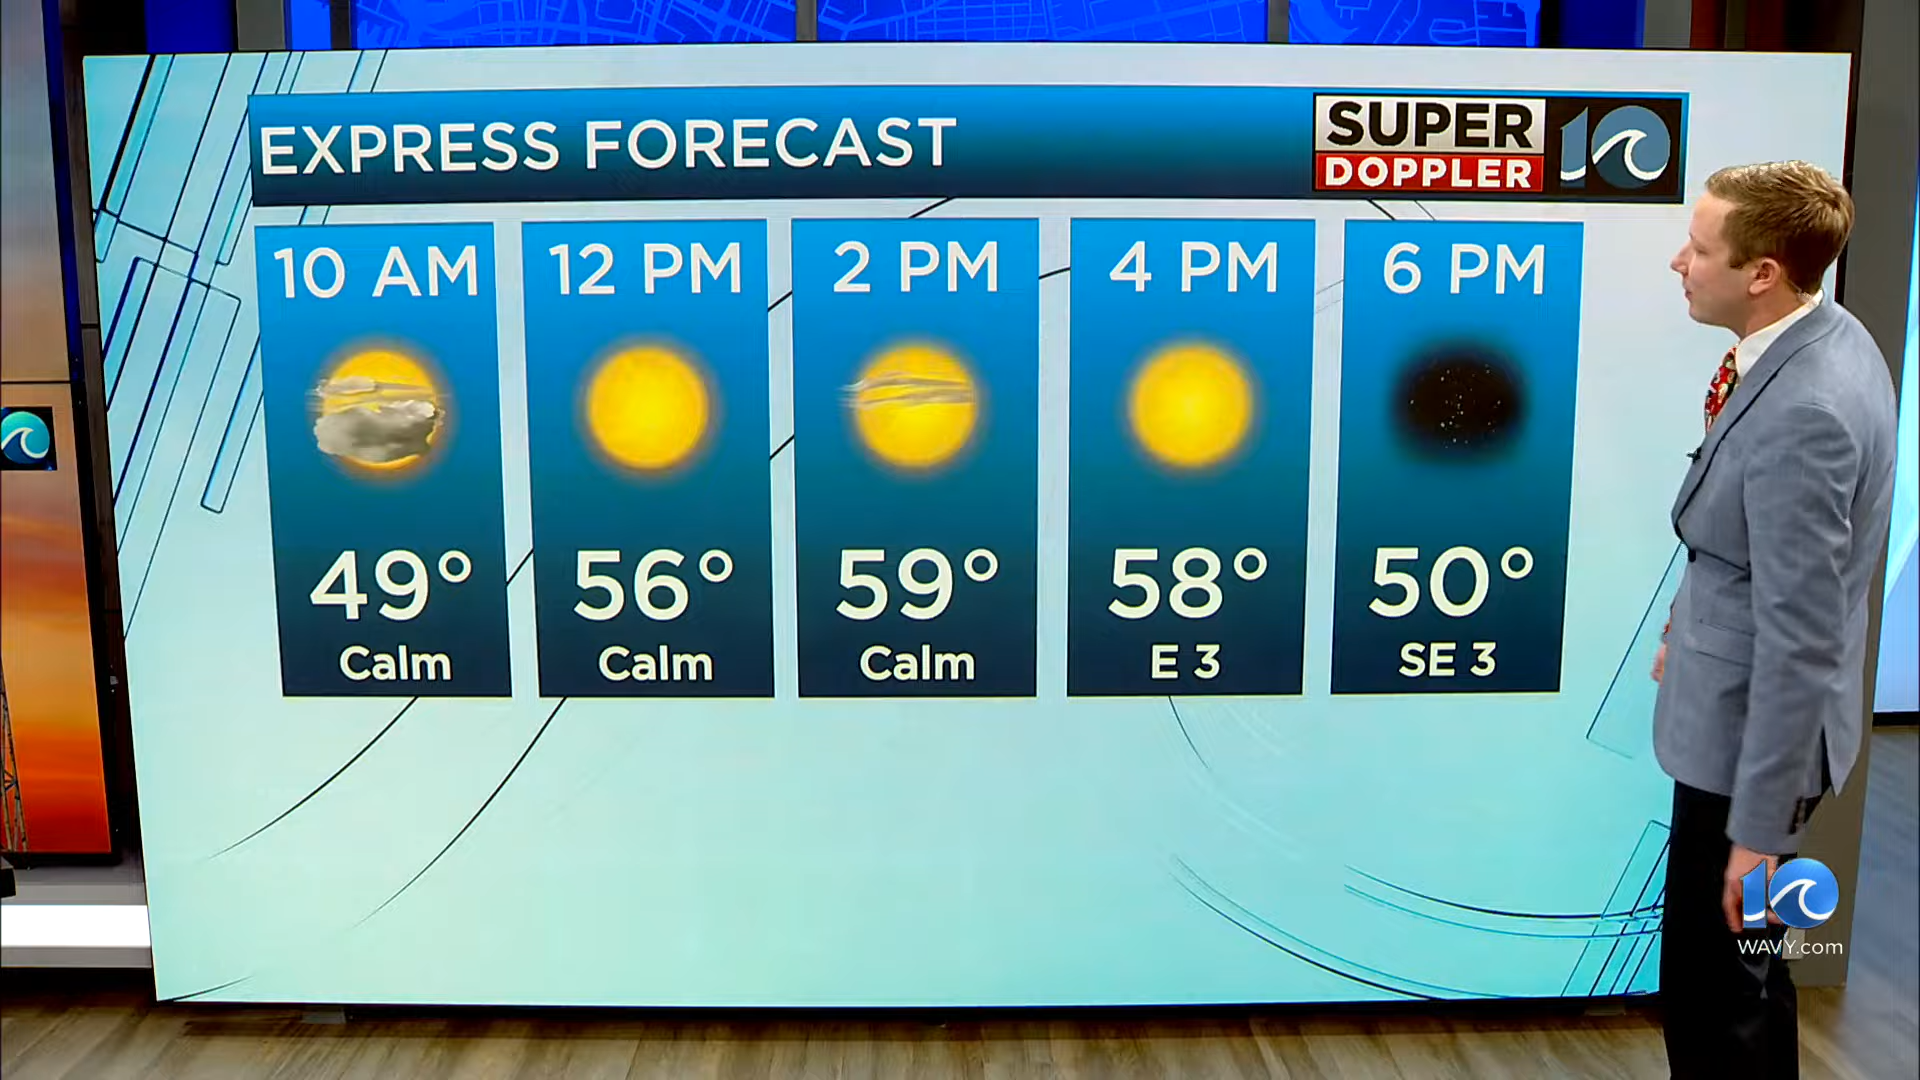 EXPRESS FORECAST
SUPER
DOPPLER
10
10 AM
12 PM
2 PM
4 PM
6 PM
49°
56°
59°
58°
50°
Calm
Calm
Calm
E 3
SE 3
10
WAVY.com